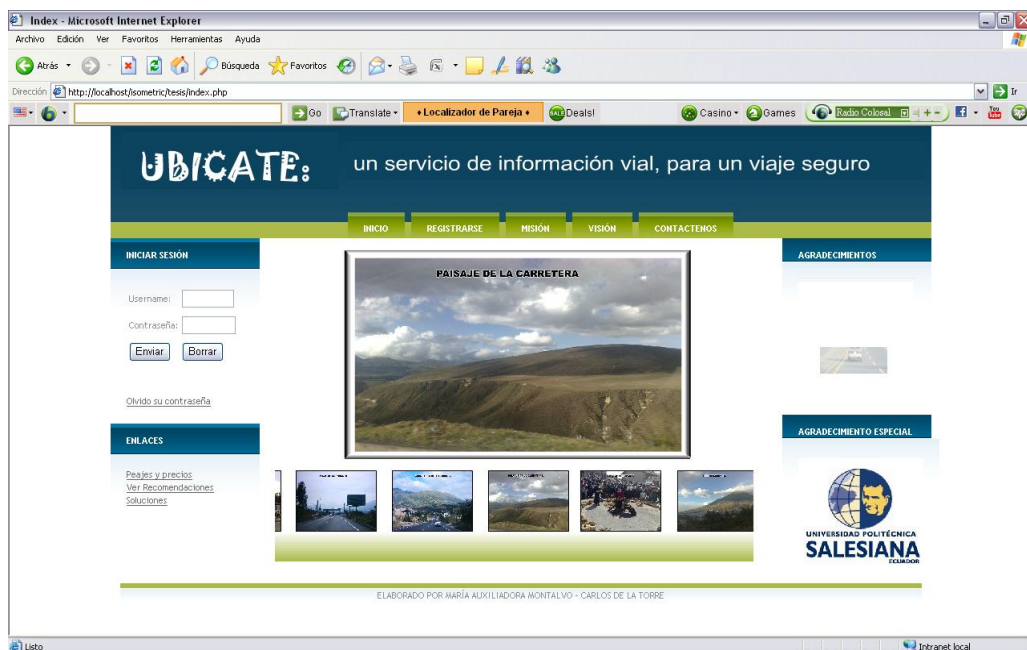 Index - Microsoft Internet Explorer
Archivo Edición Ver Favoritos Herramientas Ayuda
Atrás Búsqueda Favoritos
Dirección http://localhost/isometric/tesis/index.php Ir
Go Translate Localizador de Pareja Deals! Casino Games Radio Colosal
UBICATE: un servicio de información vial, para un viaje seguro
INICIO REGISTRARSE MISIÓN VISIÓN CONTACTENOS
INICIAR SESIÓN
Username:
Contraseña:
Enviar Borrar
Olvido su contraseña
ENLACES
Peajes y precios
Ver Recomendaciones
Soluciones
PAISAJE DE LA CARRETERA
AGRADECIMIENTOS
AGRADECIMIENTO ESPECIAL
UNIVERSIDAD POLITÉCNICA
SALESIANA
ECUADOR
ELABORADO POR MARÍA AUXILIADORA MONTALVO - CARLOS DE LA TORRE
Listo Intranet local